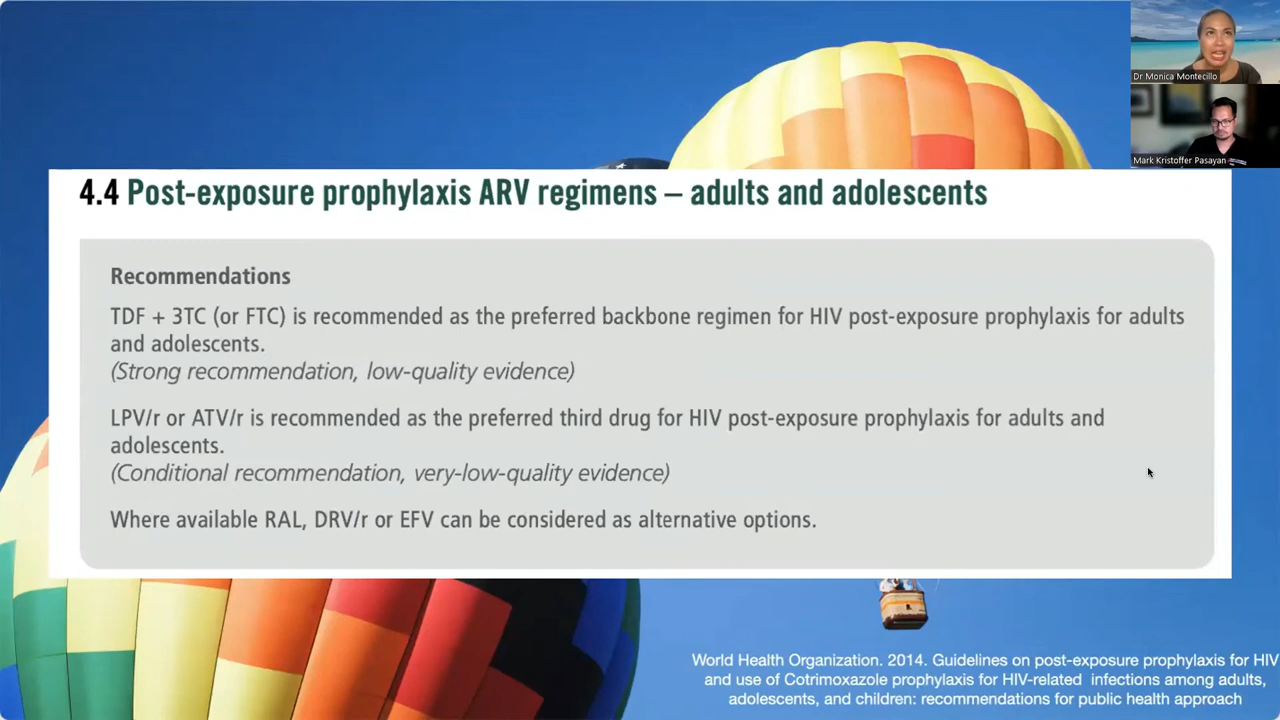 Dr Monica Montecillo
Mark Kristoffer Pasayan
4.4 Post-exposure prophylaxis ARV regimens – adults and adolescents
Recommendations
TDF + 3TC (or FTC) is recommended as the preferred backbone regimen for HIV post-exposure prophylaxis for adults
and adolescents.
(Strong recommendation, low-quality evidence)
LPV/r or ATV/r is recommended as the preferred third drug for HIV post-exposure prophylaxis for adults and
adolescents.
(Conditional recommendation, very-low-quality evidence)
Where available RAL, DRV/r or EFV can be considered as alternative options.
World Health Organization. 2014. Guidelines on post-exposure prophylaxis for HIV
and use of Cotrimoxazole prophylaxis for HIV-related infections among adults,
adolescents, and children: recommendations for public health approach